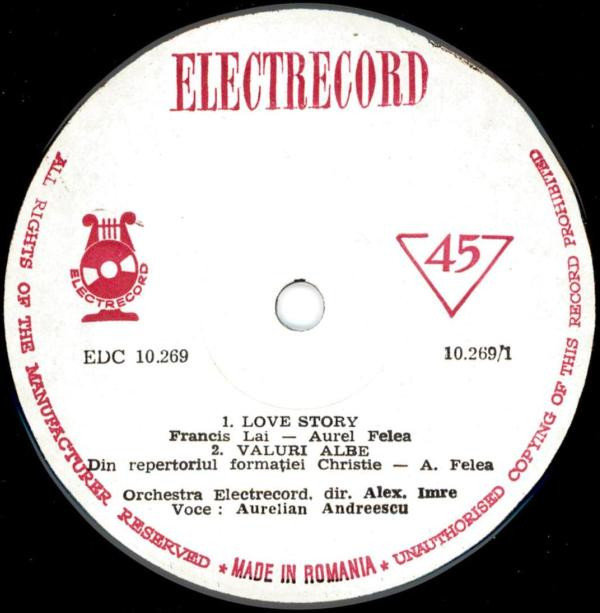 ELECTRECORD
ELECTRECORD
45
EDC 10.269
10.269/1
1. LOVE STORY
Francis Lai — Aurel Felea
2. VALURI ALBE
Din repertoriul formației Christie — A. Felea
Orchestra Electrecord, dir. Alex. Imre
Voce : Aurelian Andreescu
ALL RIGHTS OF THE MANUFACTURER RESERVED * MADE IN ROMANIA * UNAUTHORISED COPYING OF THIS RECORD PROHIBITED